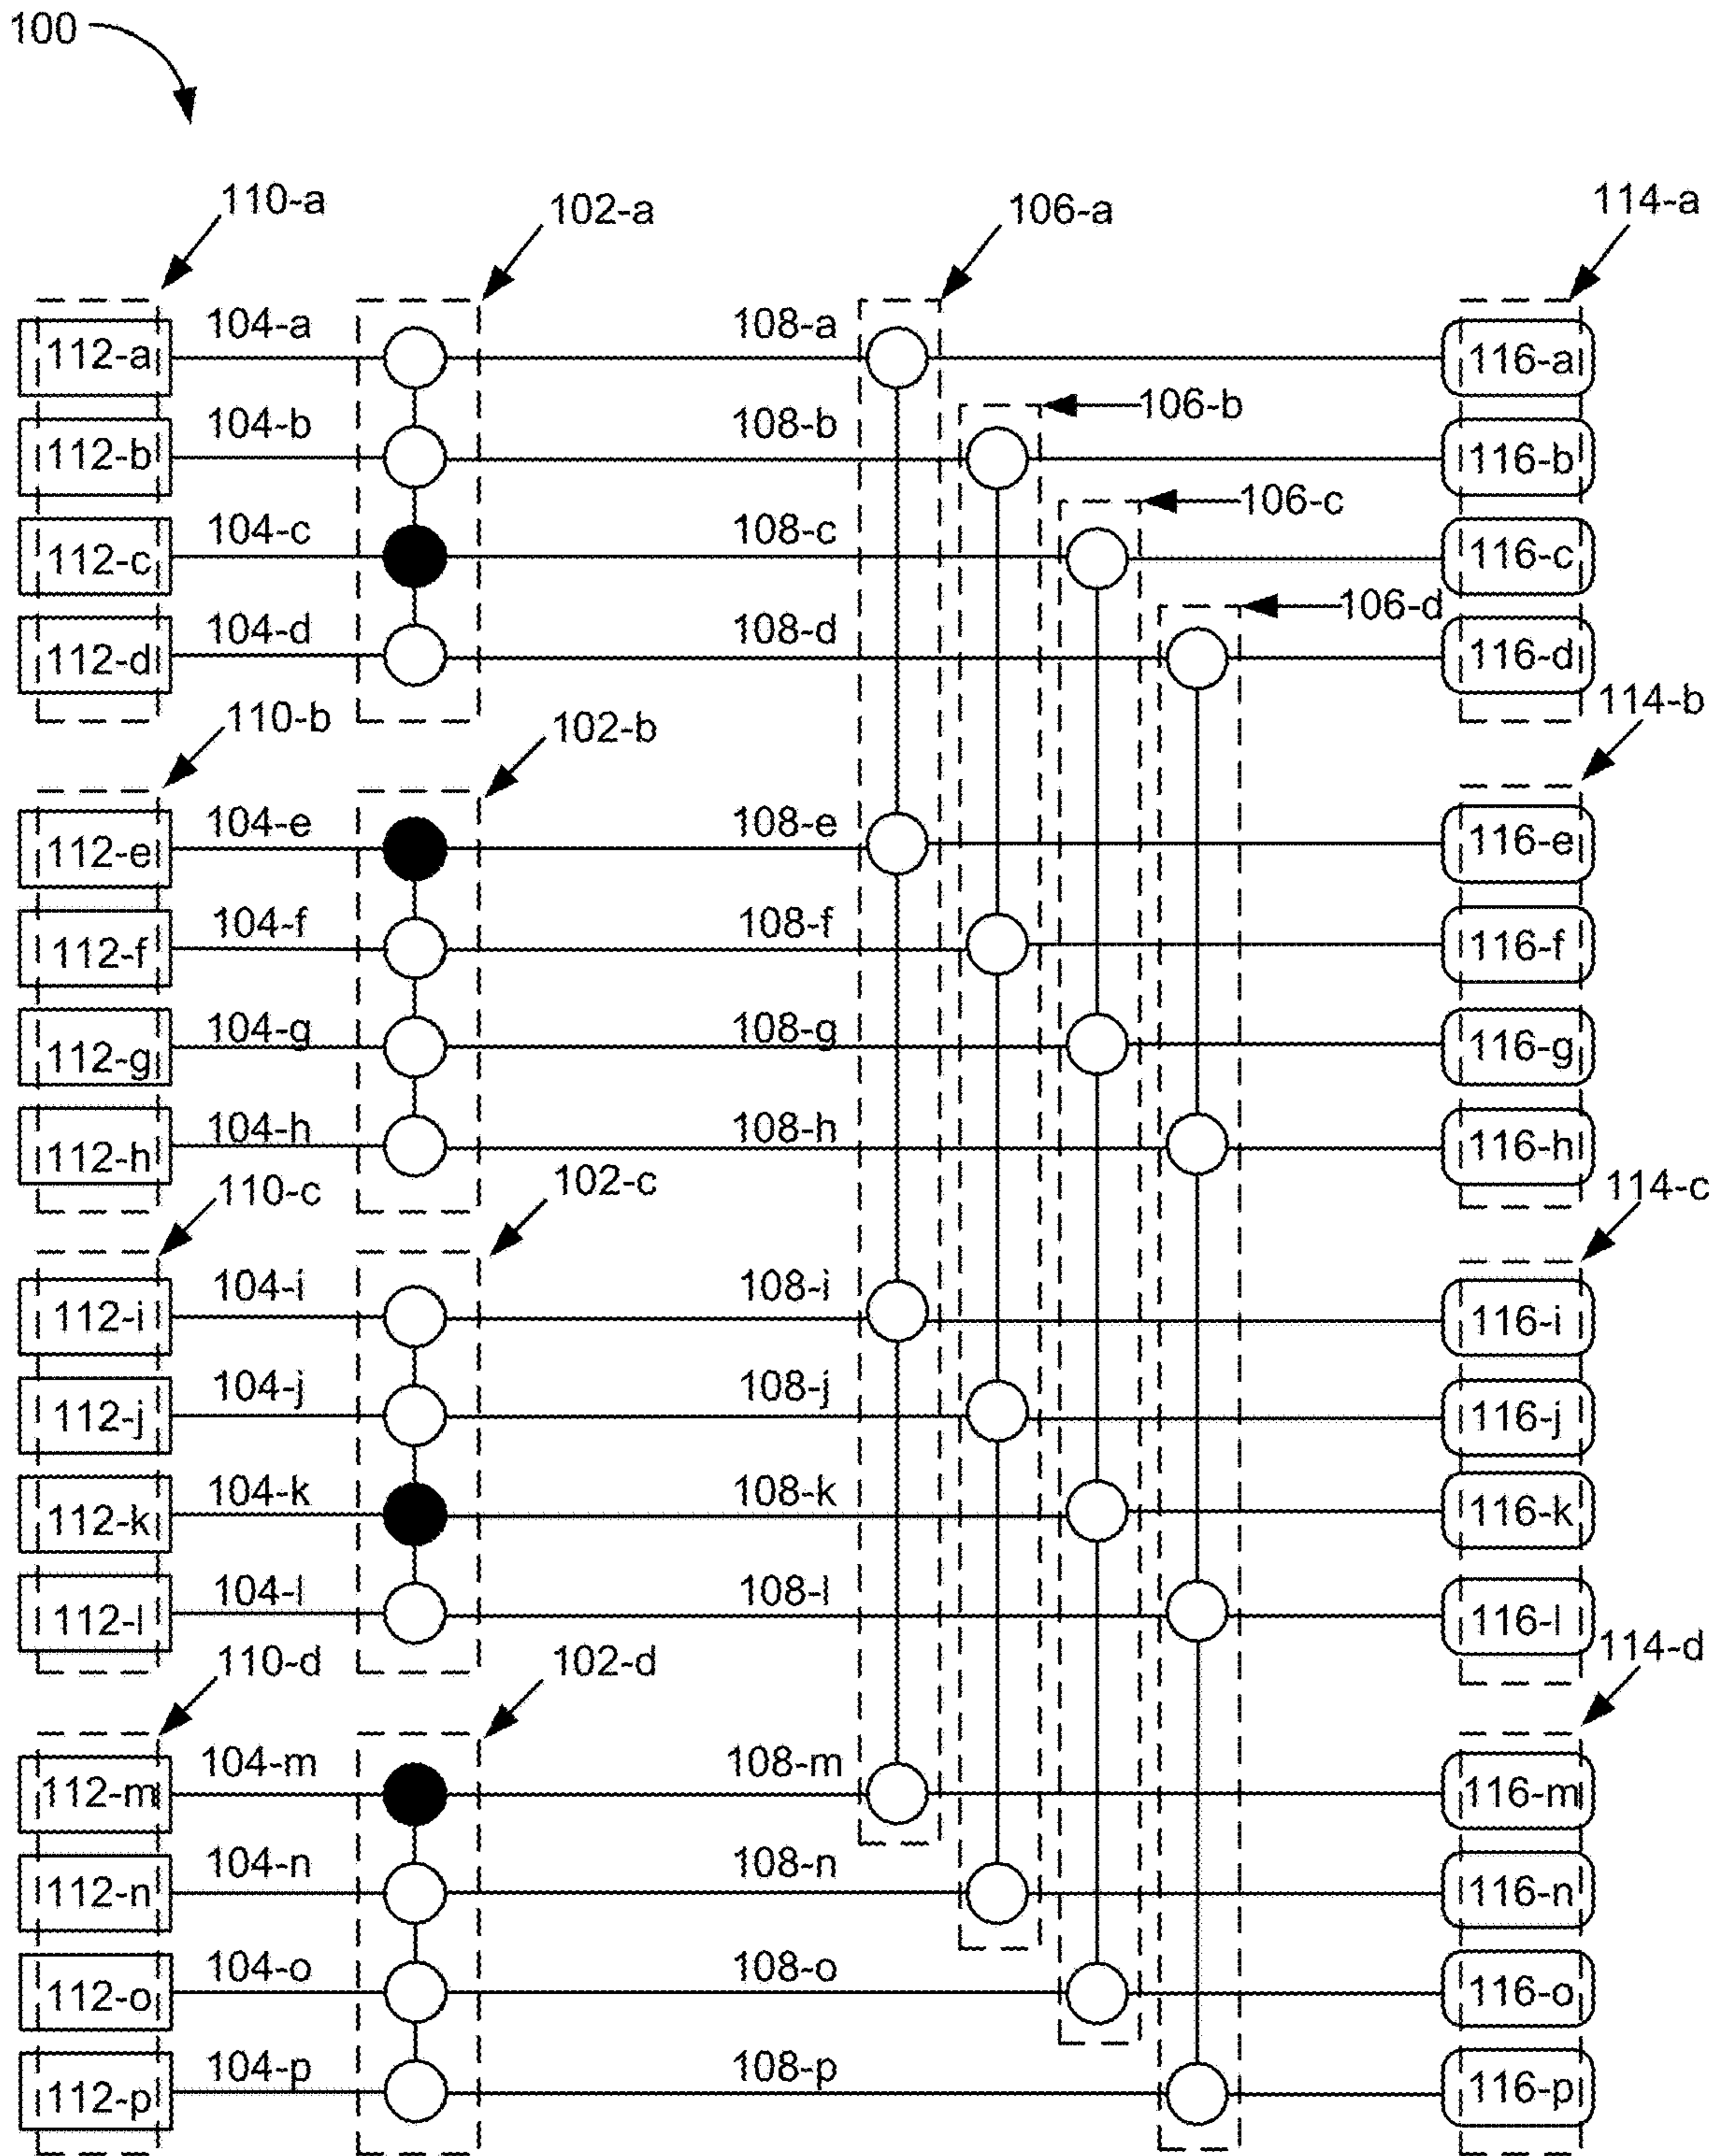 100
110-a 102-a 106-a 114-a
112-a 104-a 108-a 116-a
106-b
112-b 104-b 108-b 116-b
106-c
112-c 104-c 108-c 116-c
106-d
112-d 104-d 108-d 116-d
110-b 102-b 114-b
112-e 104-e 108-e 116-e
112-f 104-f 108-f 116-f
112-g 104-g 108-g 116-g
112-h 104-h 108-h 116-h
110-c 102-c 114-c
112-i 104-i 108-i 116-i
112-j 104-j 108-j 116-j
112-k 104-k 108-k 116-k
112-l 104-l 108-l 116-l
110-d 102-d 114-d
112-m 104-m 108-m 116-m
112-n 104-n 108-n 116-n
112-o 104-o 108-o 116-o
112-p 104-p 108-p 116-p